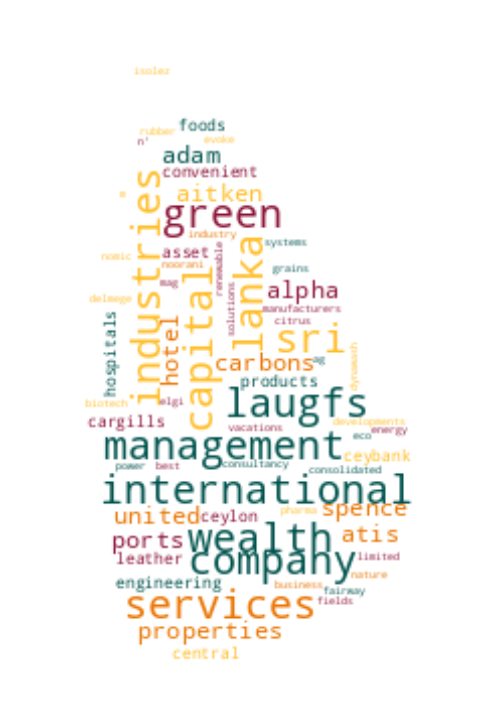 isolez
foods
rubber
evoke
n'
adam
convenient
aitken
green
industries
industry
systems
lanka
asset
renewable
nomic
noorani
grains
capital
mag
alpha
solutions
delmege
manufacturers
citrus
hospitals
hotel
sri
dynawash
carbons
ag
products
elgi
biotech
laugfs
cargills
developments
vacations
energy
management
eco
ceybank
power
best
consultancy
consolidated
international
united
ceylon
pharma
spence
wealth
ports
atis
company
leather
limited
engineering
nature
business
fairway
services
fields
properties
central